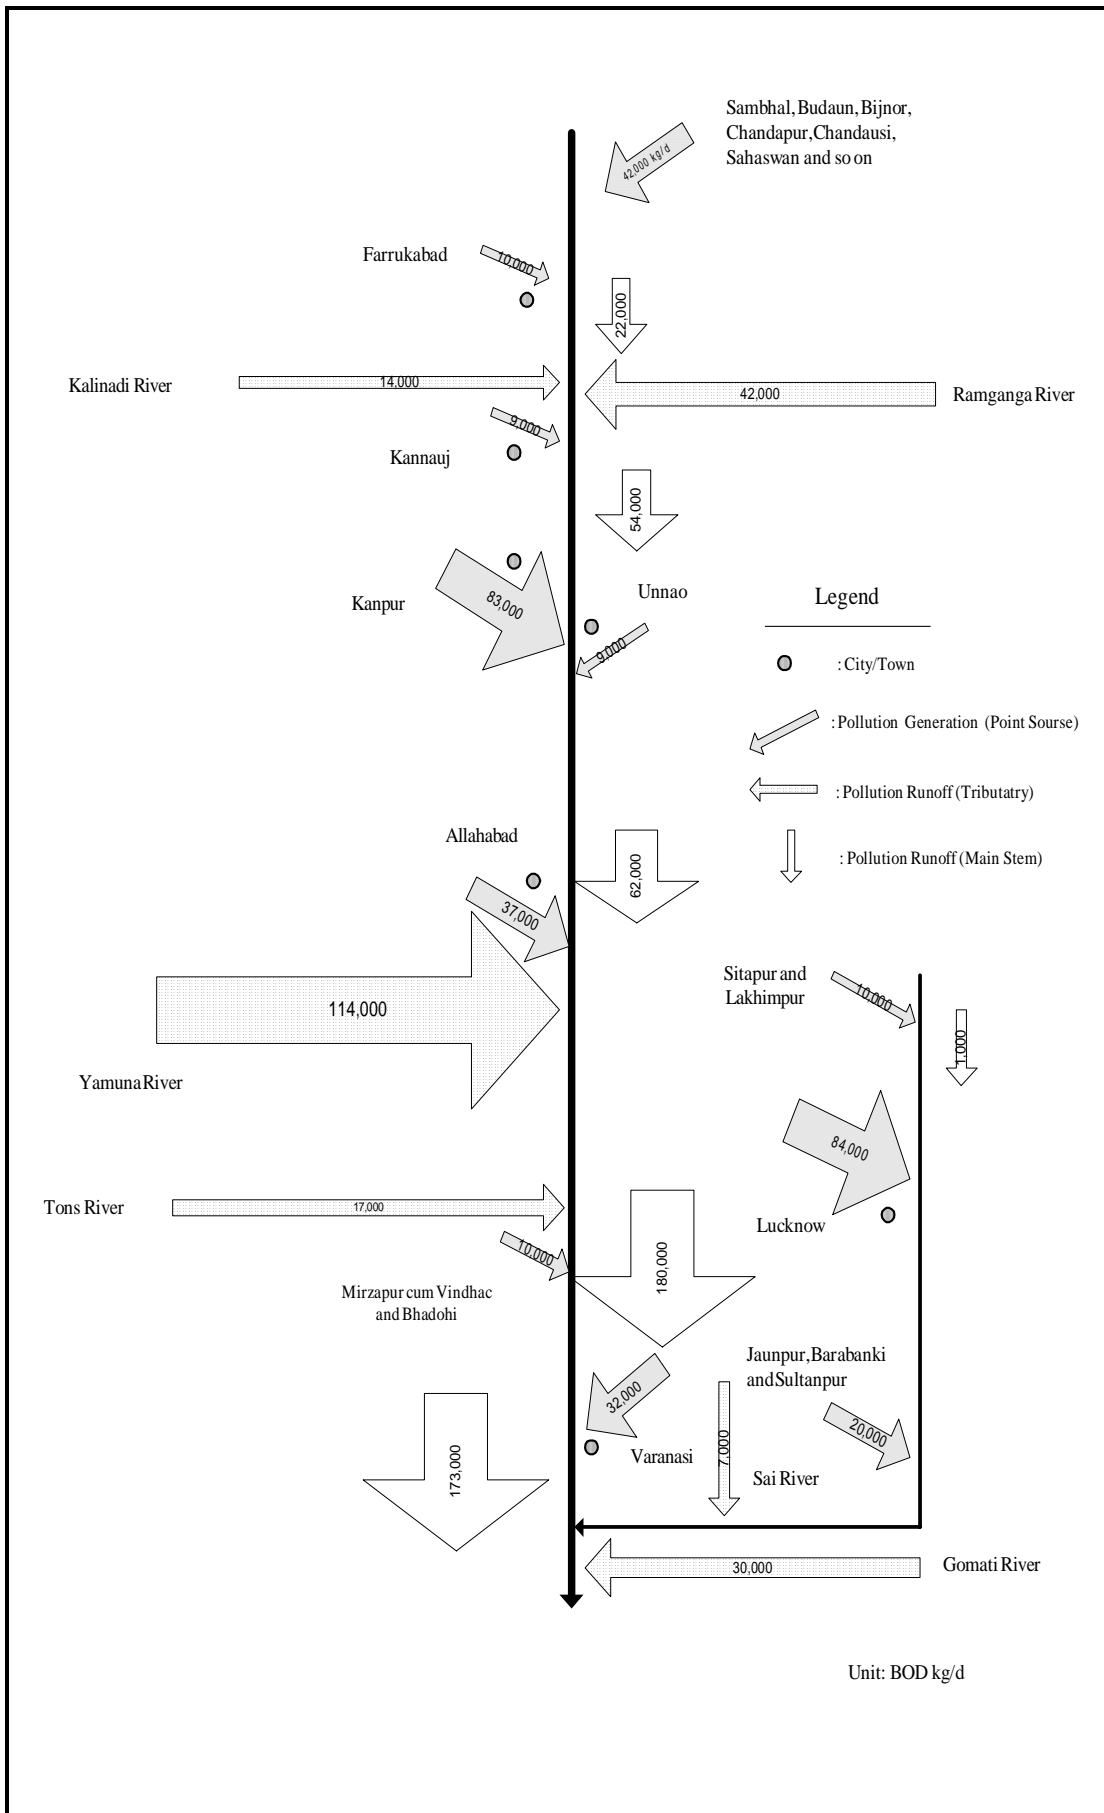 Sambhal, Budaun, Bijnor,
Chandapur, Chandausi,
Sahaswan and so on
42,000 kg/d
Farrukabad
10,000
22,000
Kalinadi River
14,000
42,000
Ramganga River
9,000
Kannauj
54,000
Kanpur
83,000
Unnao
9,000
Legend
: City/Town
: Pollution Generation (Point Sourse)
: Pollution Runoff (Tributatry)
: Pollution Runoff (Main Stem)
Allahabad
37,000
62,000
114,000
Yamuna River
Sitapur and
Lakhimpur
10,000
1,000
84,000
Lucknow
Tons River
17,000
10,000
Mirzapur cum Vindhac
and Bhadohi
180,000
Jaunpur, Barabanki
and Sultanpur
32,000
Varanasi
173,000
7,000
Sai River
20,000
30,000
Gomati River
Unit: BOD kg/d